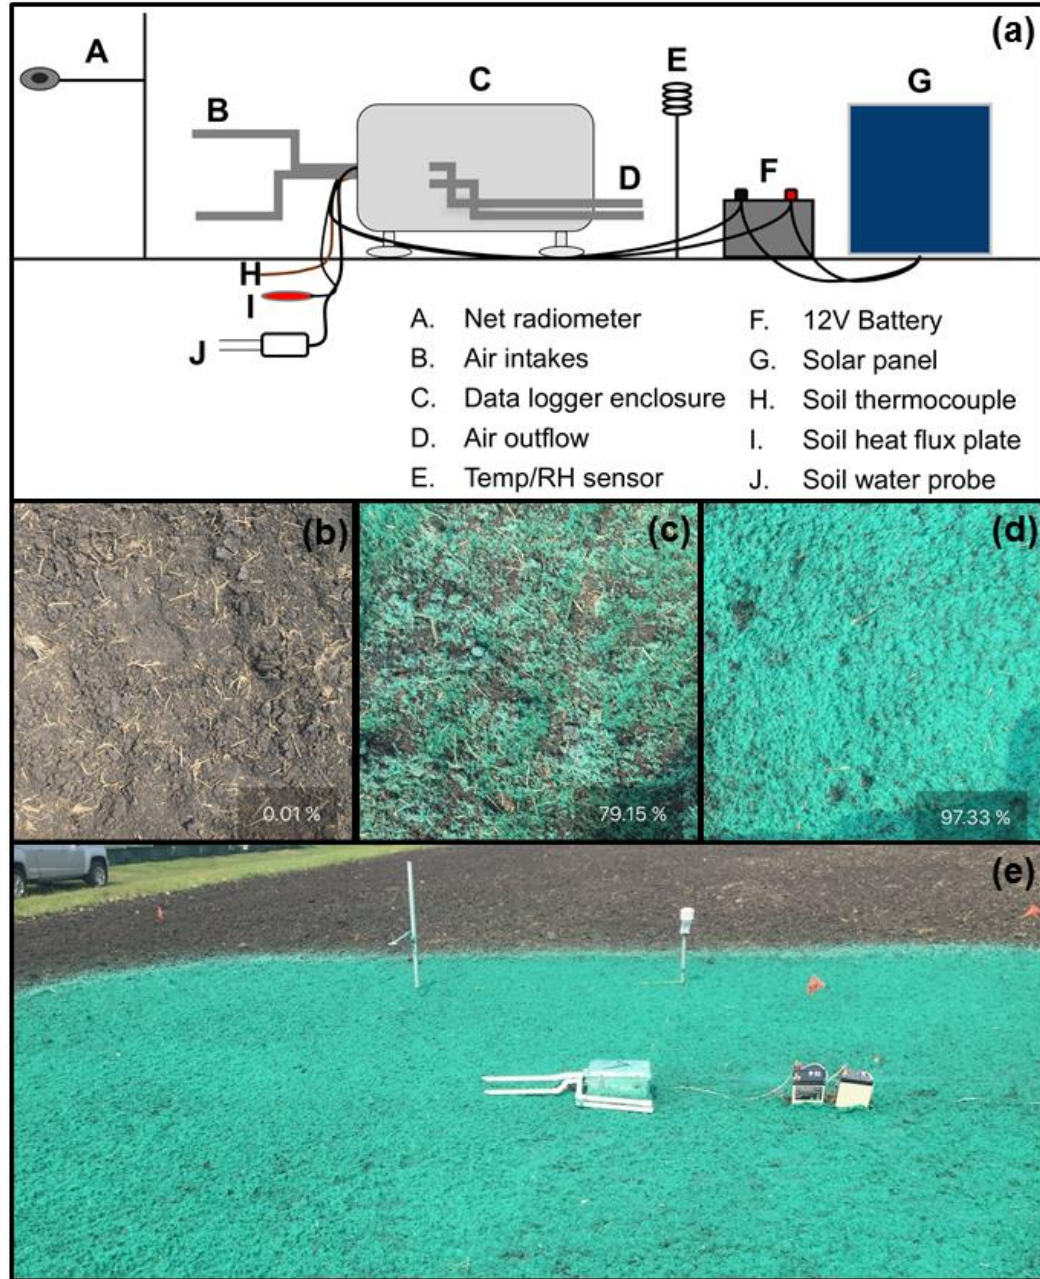 (a)
A
B
C
D
E
F
G
H
I
J
A. Net radiometer
B. Air intakes
C. Data logger enclosure
D. Air outflow
E. Temp/RH sensor
F. 12V Battery
G. Solar panel
H. Soil thermocouple
I. Soil heat flux plate
J. Soil water probe
(b)
0.01 %
(c)
79.15 %
(d)
97.33 %
(e)